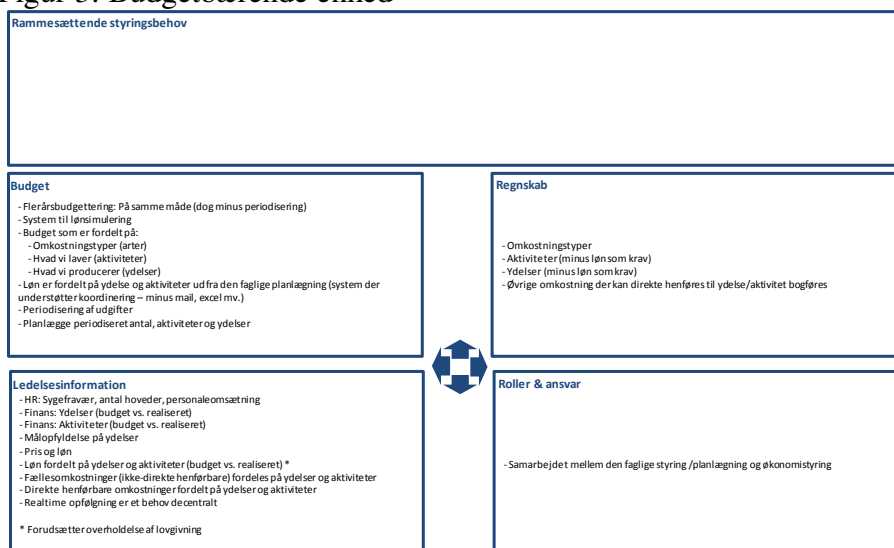 Figur 3: Budgetbærende enhed
Rammesættende styringsbehov
Budget
- Flerårsbudgettering: På samme måde (dog minus periodisering)
- System til lønsimulering
- Budget som er fordelt på:
- Omkostningstyper (arter)
- Hvad vi laver (aktiviteter)
- Hvad vi producerer (ydelser)
- Løn er fordelt på ydelse og aktiviteter ud fra den faglige planlægning (system der
understøtter koordinering – minus mail, excel mv.)
- Periodisering af udgifter
- Planlægge periodiseret antal, aktiviteter og ydelser
Regnskab
- Omkostningstyper
- Aktiviteter (minus løn som krav)
- Ydelser (minus løn som krav)
- Øvrige omkostning der kan direkte henføres til ydelse/aktivitet bogføres
Ledelsesinformation
- HR: Sygefravær, antal hoveder, personaleomsætning
- Finans: Ydelser (budget vs. realiseret)
- Finans: Aktiviteter (budget vs. realiseret)
- Målopfyldelse på ydelser
- Pris og løn
- Løn fordelt på ydelser og aktiviteter (budget vs. realiseret) *
- Fællesomkostninger (ikke-direkte henførbare) fordeles på ydelser og aktiviteter
- Direkte henførbare omkostninger fordelt på ydelser og aktiviteter
- Realtime opfølgning er et behov decentralt
* Forudsætter overholdelse af lovgivning
Roller & ansvar
- Samarbejdet mellem den faglige styring /planlægning og økonomistyring